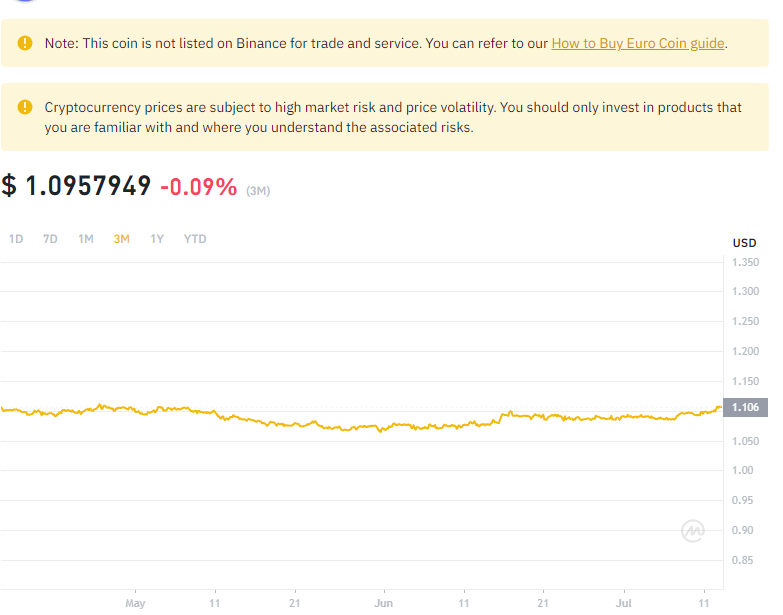 Note: This coin is not listed on Binance for trade and service. You can refer to our How to Buy Euro Coin guide.
Cryptocurrency prices are subject to high market risk and price volatility. You should only invest in products that
you are familiar with and where you understand the associated risks.
$ 1.0957949 -0.09% (3M)
1D 7D 1M 3M 1Y YTD
USD
1.350
1.300
1.250
1.200
1.150
1.106
1.050
1.00
0.95
0.90
0.85
May 11 21 Jun 11 21 Jul 11